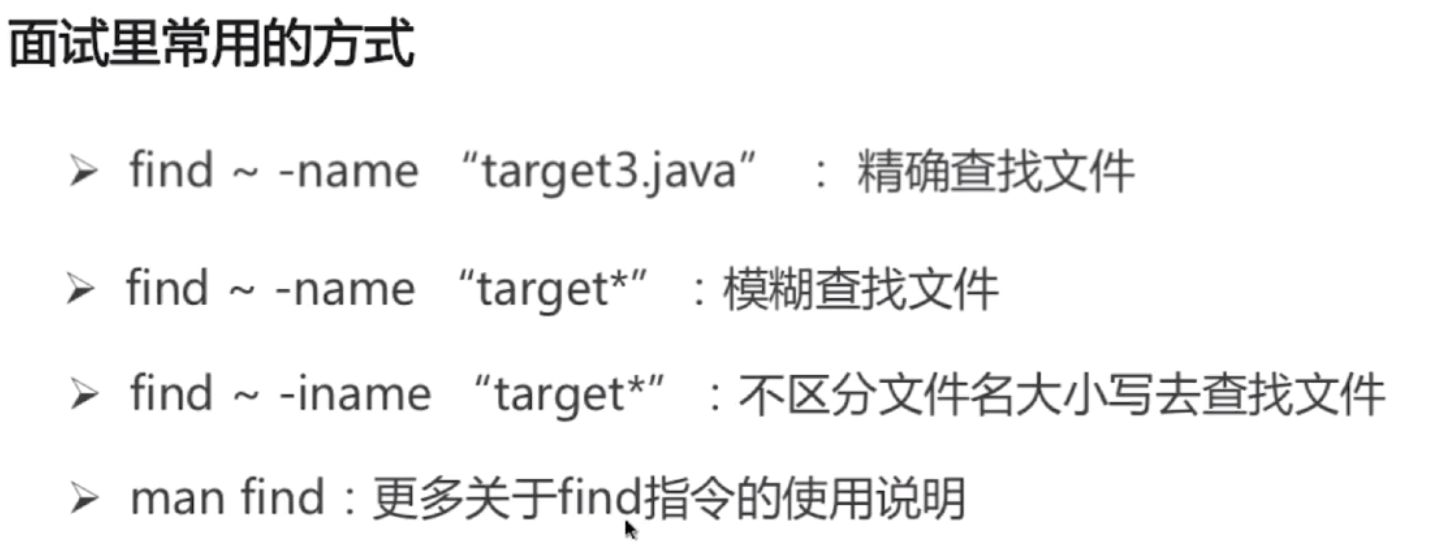 面试里常用的方式
➢ find ~ -name “target3.java” : 精确查找文件
➢ find ~ -name “target*” : 模糊查找文件
➢ find ~ -iname “target*” : 不区分文件名大小写去查找文件
➢ man find : 更多关于find指令的使用说明